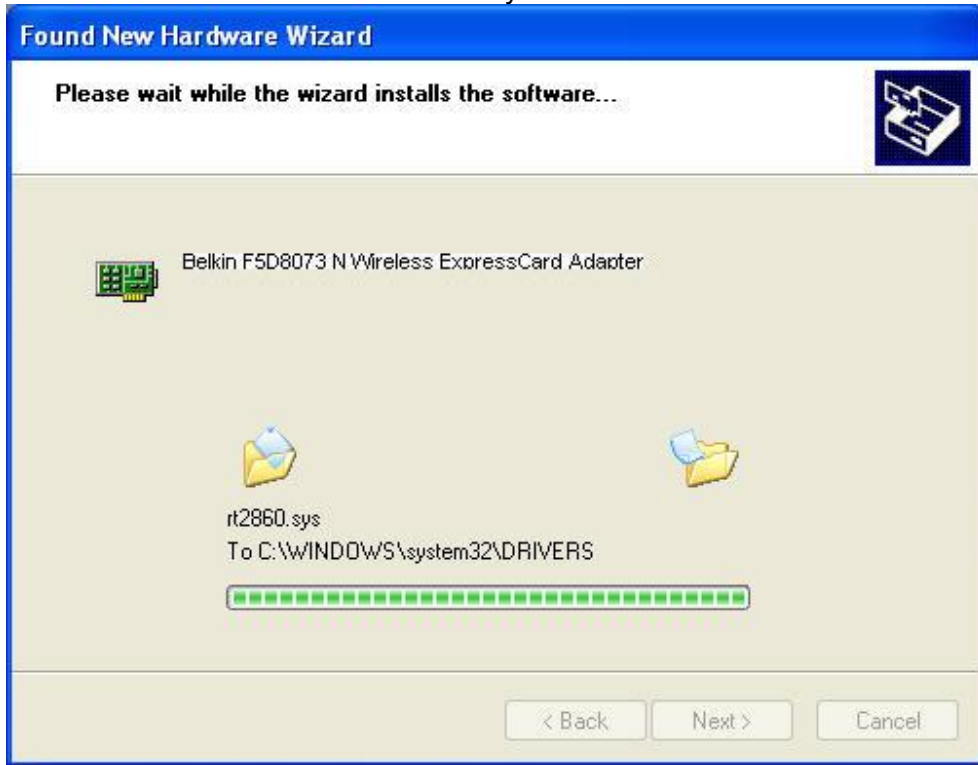 Found New Hardware Wizard
Please wait while the wizard installs the software...
Belkin F5D8073 N Wireless ExpressCard Adapter
rt2860.sys
To C:\WINDOWS\system32\DRIVERS
< Back
Next >
Cancel